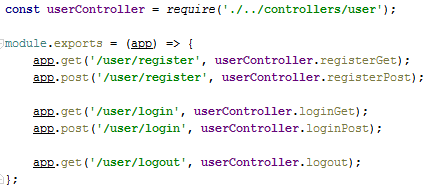 const userController = require('./../controllers/user');
module.exports = (app) => {
    app.get('/user/register', userController.registerGet);
    app.post('/user/register', userController.registerPost);
    app.get('/user/login', userController.loginGet);
    app.post('/user/login', userController.loginPost);
    app.get('/user/logout', userController.logout);
};